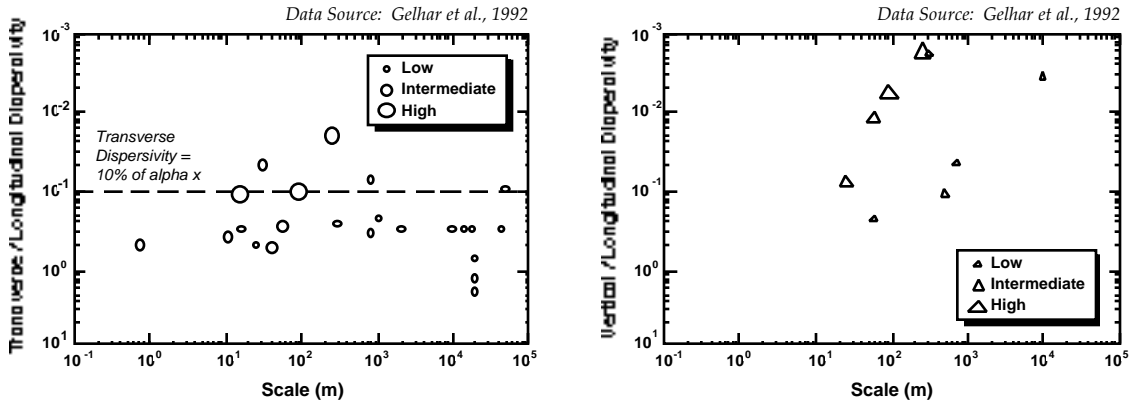 Data Source: Gelhar et al., 1992
Transverse / Longitudinal Dispersivity
10^-3
10^-2
10^-1
10^0
10^1
Low
Intermediate
High
Transverse
Dispersivity =
10% of alpha x
10^-1 10^0 10^1 10^2 10^3 10^4 10^5
Scale (m)
Data Source: Gelhar et al., 1992
Vertical / Longitudinal Dispersivity
10^-3
10^-2
10^-1
10^0
10^1
Low
Intermediate
High
10^-1 10^0 10^1 10^2 10^3 10^4 10^5
Scale (m)